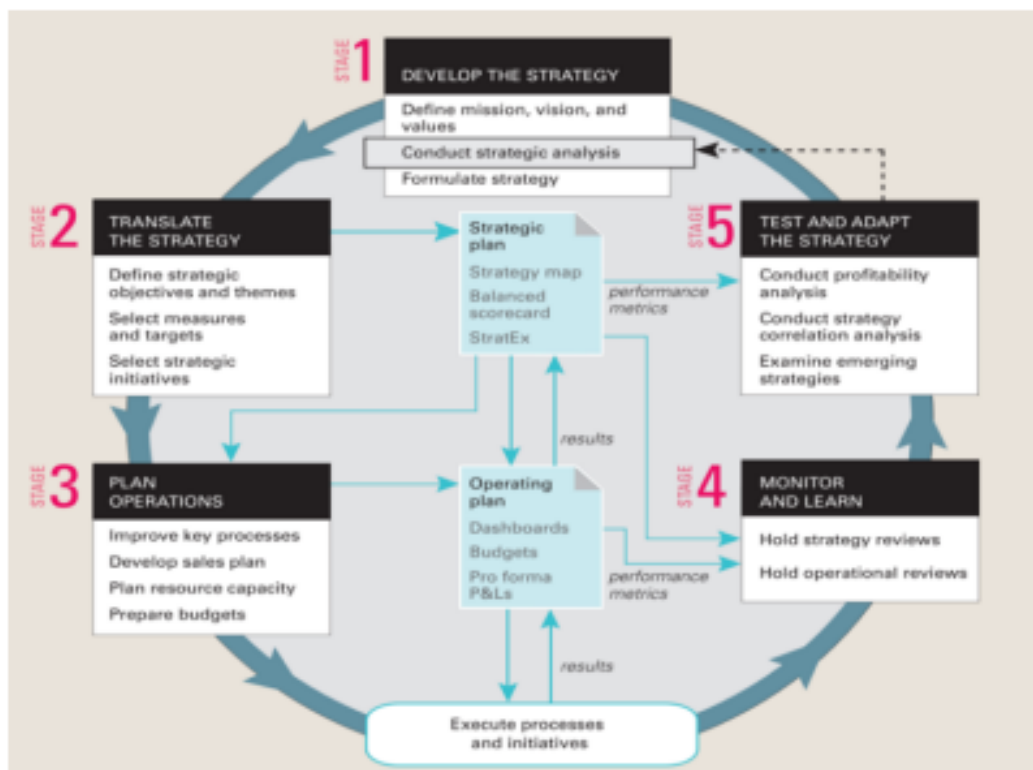 STAGE 1
DEVELOP THE STRATEGY
Define mission, vision, and
values
Conduct strategic analysis
Formulate strategy
STAGE 2
TRANSLATE
THE STRATEGY
Define strategic
objectives and themes
Select measures
and targets
Select strategic
initiatives
Strategic
plan
Strategy map
Balanced
scorecard
StratEx
performance
metrics
STAGE 5
TEST AND ADAPT
THE STRATEGY
Conduct profitability
analysis
Conduct strategy
correlation analysis
Examine emerging
strategies
results
STAGE 3
PLAN
OPERATIONS
Improve key processes
Develop sales plan
Plan resource capacity
Prepare budgets
Operating
plan
Dashboards
Budgets
Pro forma
P&Ls
performance
metrics
STAGE 4
MONITOR
AND LEARN
Hold strategy reviews
Hold operational reviews
results
Execute processes
and initiatives